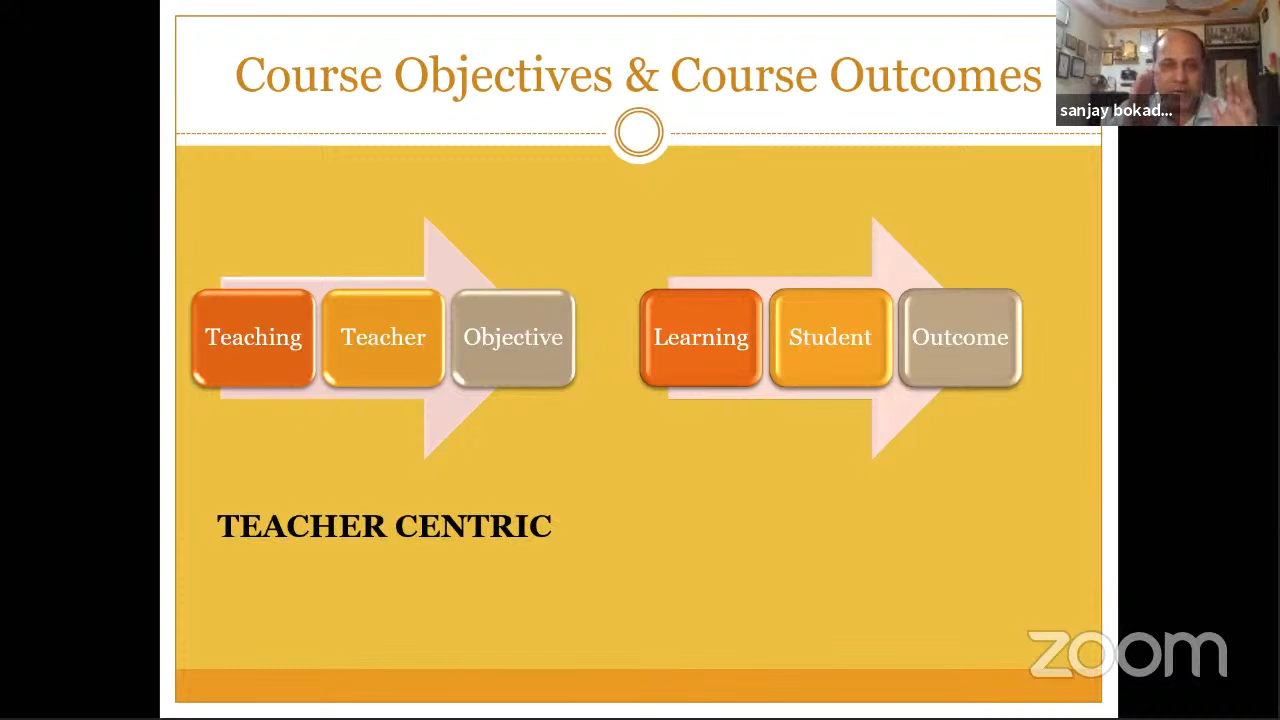 Course Objectives & Course Outcomes
sanjay bokad...
Teaching
Teacher
Objective
Learning
Student
Outcome
TEACHER CENTRIC
zoom